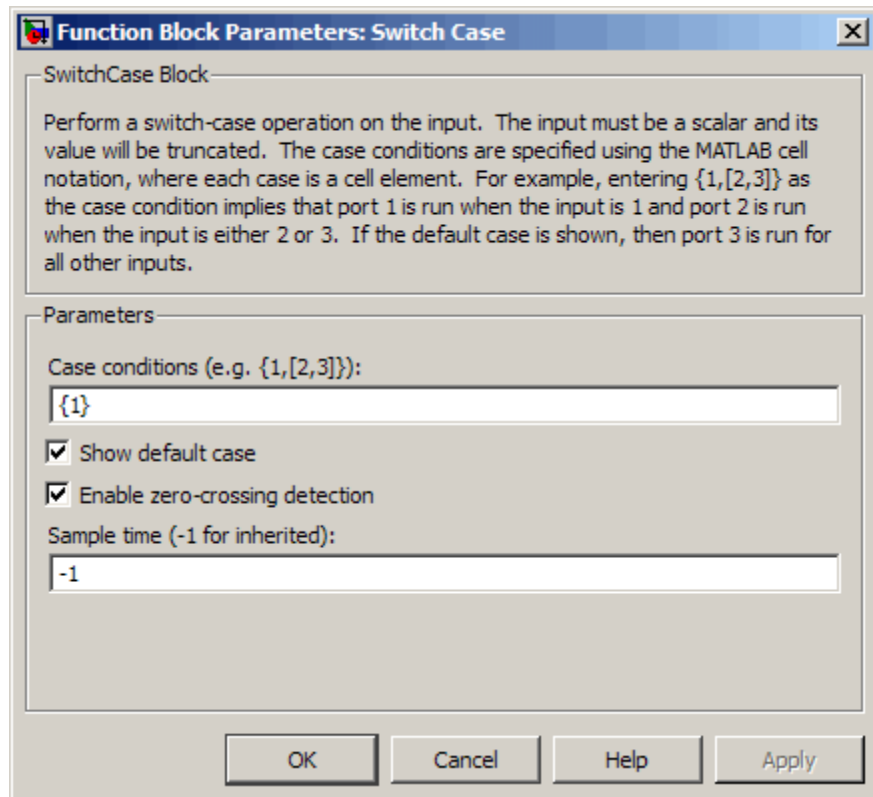 Function Block Parameters: Switch Case
SwitchCase Block
Perform a switch-case operation on the input. The input must be a scalar and its
value will be truncated. The case conditions are specified using the MATLAB cell
notation, where each case is a cell element. For example, entering {1,[2,3]} as
the case condition implies that port 1 is run when the input is 1 and port 2 is run
when the input is either 2 or 3. If the default case is shown, then port 3 is run for
all other inputs.
Parameters
Case conditions (e.g. {1,[2,3]}):
{1}
Show default case
Enable zero-crossing detection
Sample time (-1 for inherited):
-1
OK Cancel Help Apply